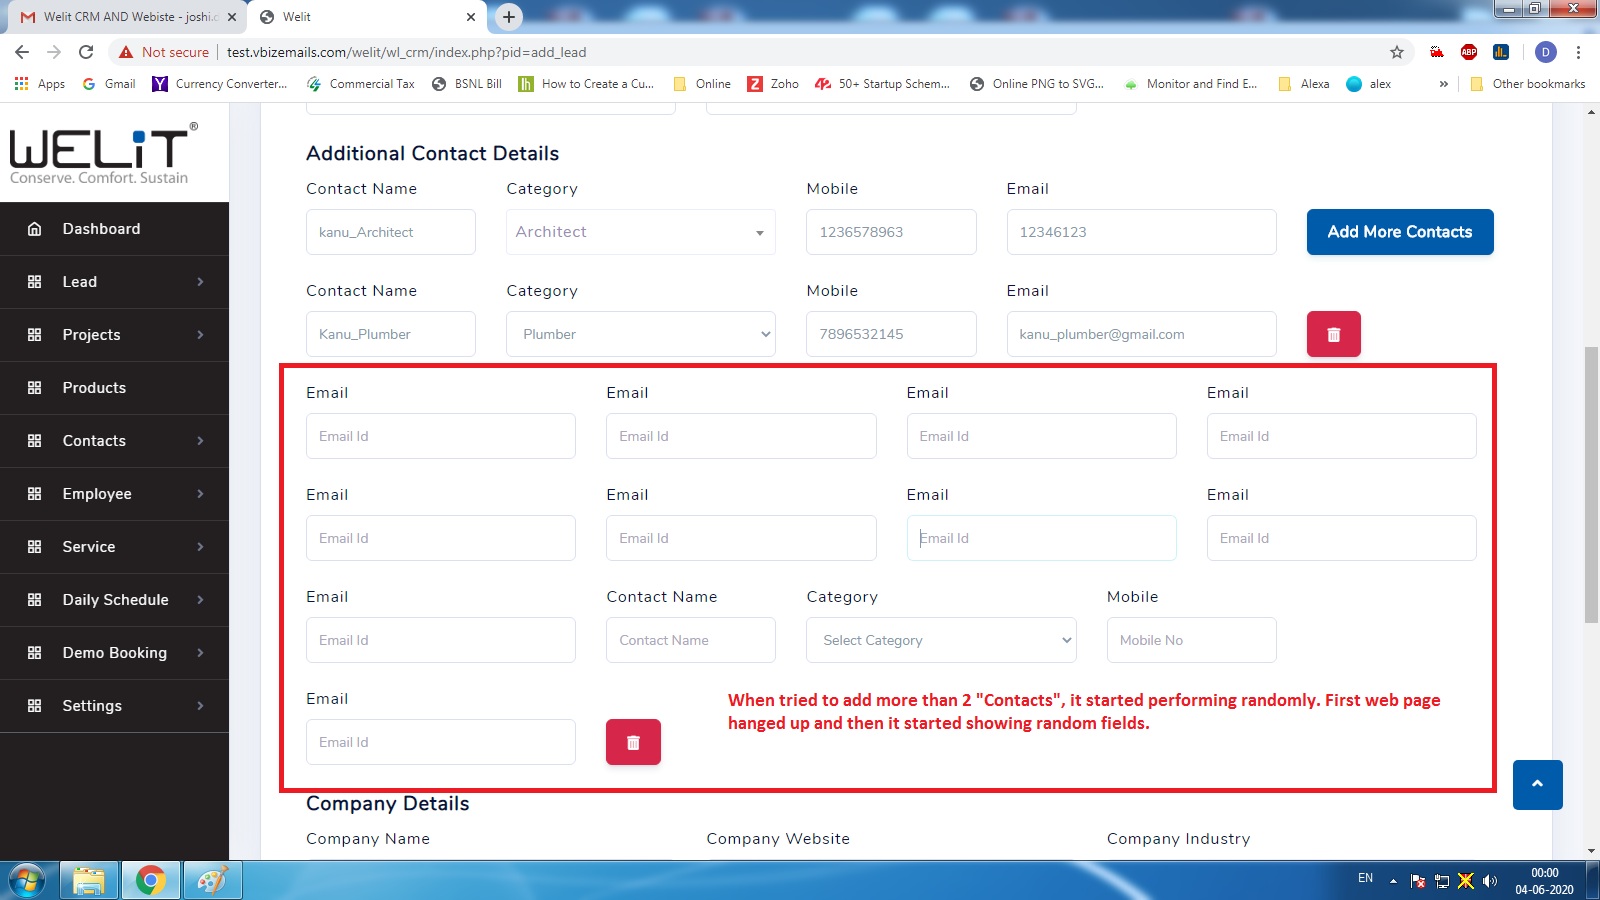 Welit CRM AND Webiste - joshi.d
Welit
Not secure
test.vbizemails.com/welit/wl_crm/index.php?pid=add_lead
ABP
D
Apps
Gmail
Currency Converter...
Commercial Tax
BSNL Bill
How to Create a Cu...
Online
Zoho
50+ Startup Schem...
Online PNG to SVG...
Monitor and Find E...
Alexa
alex
»
Other bookmarks
WELiT®
Conserve. Comfort. Sustain
Dashboard
Lead
Projects
Products
Contacts
Employee
Service
Daily Schedule
Demo Booking
Settings
Additional Contact Details
Contact Name Category Mobile Email
kanu_Architect Architect 1236578963 12346123 Add More Contacts
Contact Name Category Mobile Email
Kanu_Plumber Plumber 7896532145 kanu_plumber@gmail.com
Email Email Email Email
Email Id Email Id Email Id Email Id
Email Email Email Email
Email Id Email Id Email Id Email Id
Email Contact Name Category Mobile
Email Id Contact Name Select Category Mobile No
Email
Email Id
When tried to add more than 2 "Contacts", it started performing randomly. First web page
hanged up and then it started showing random fields.
Company Details
Company Name Company Website Company Industry
EN
00:00
04-06-2020